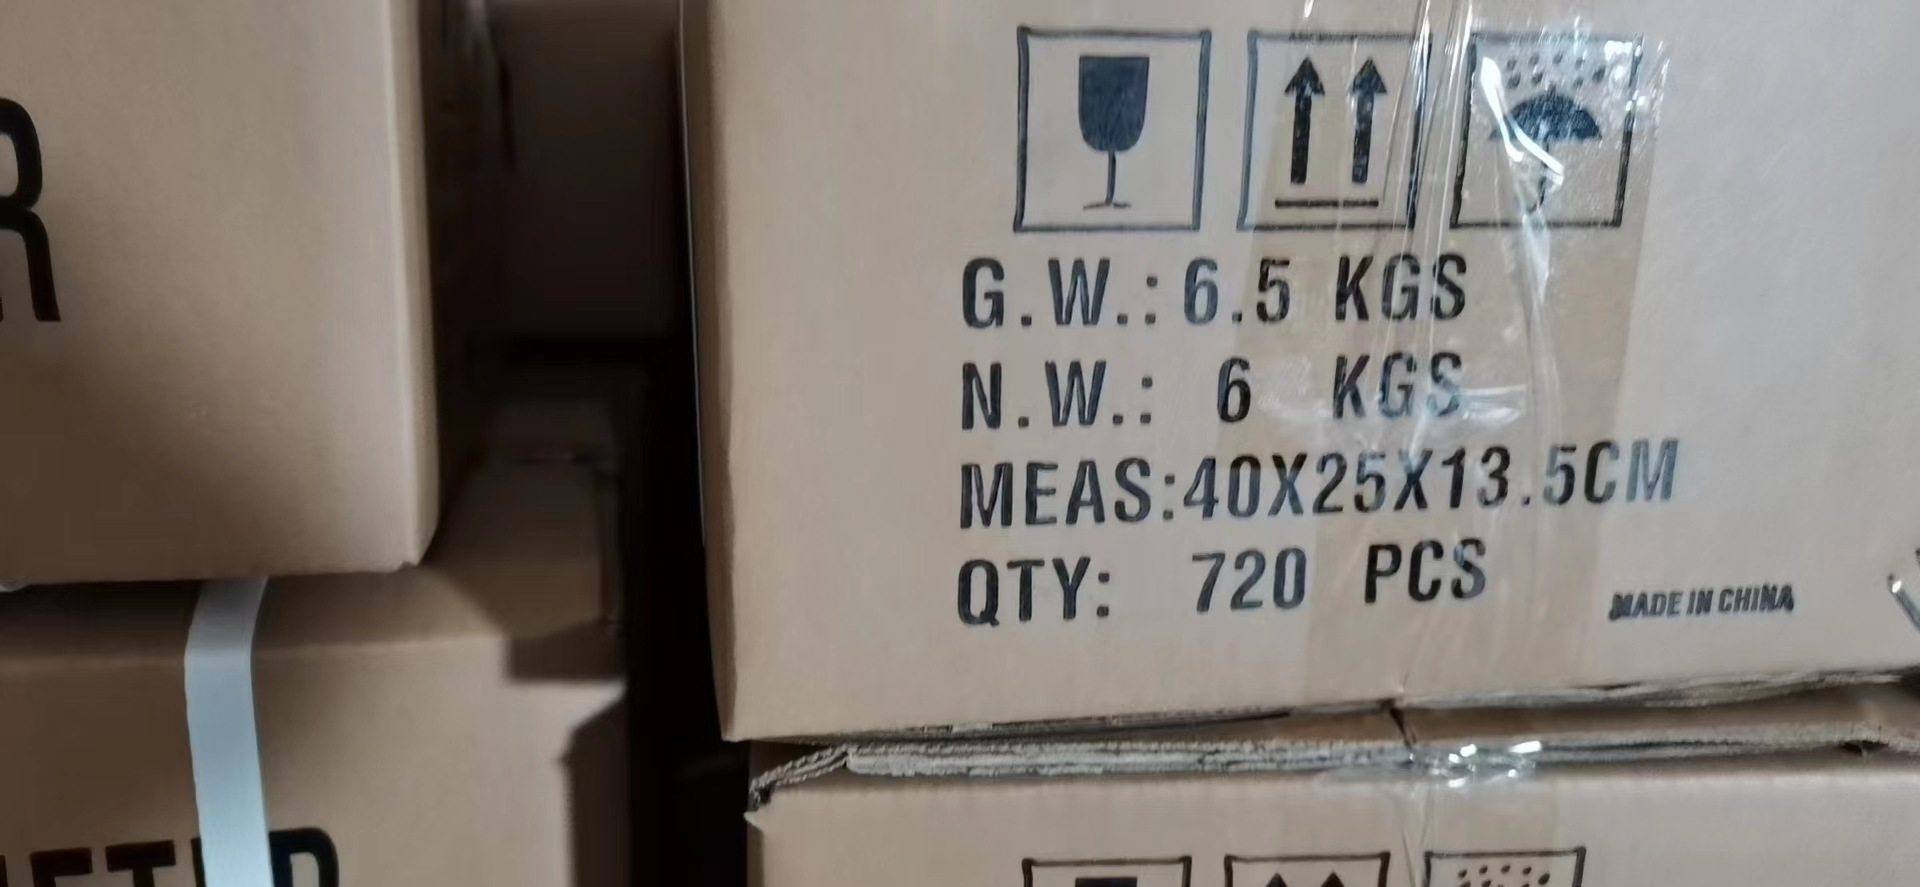 R
G.W.: 6.5 KGS
N.W.: 6 KGS
MEAS:40X25X13.5CM
QTY: 720 PCS
MADE IN CHINA